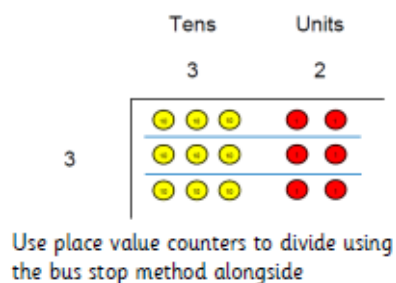 Tens Units
3 2
3
Use place value counters to divide using
the bus stop method alongside